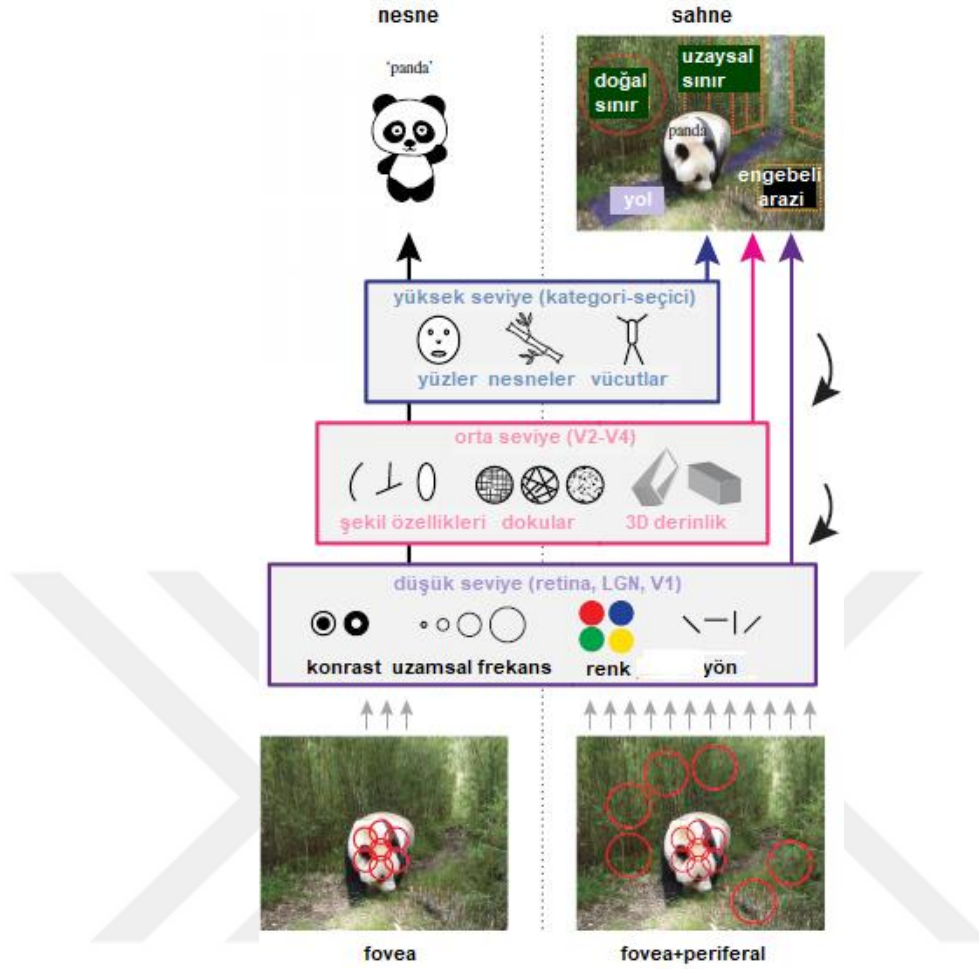 nesne
sahne
'panda'
doğal
sınır
uzaysal
sınır
panda
engebeli
arazi
yol
yüksek seviye (kategori-seçici)
yüzler nesneler vücutlar
orta seviye (V2-V4)
şekil özellikleri dokular 3D derinlik
düşük seviye (retina, LGN, V1)
konrast uzamsal frekans renk yön
fovea
fovea+periferal